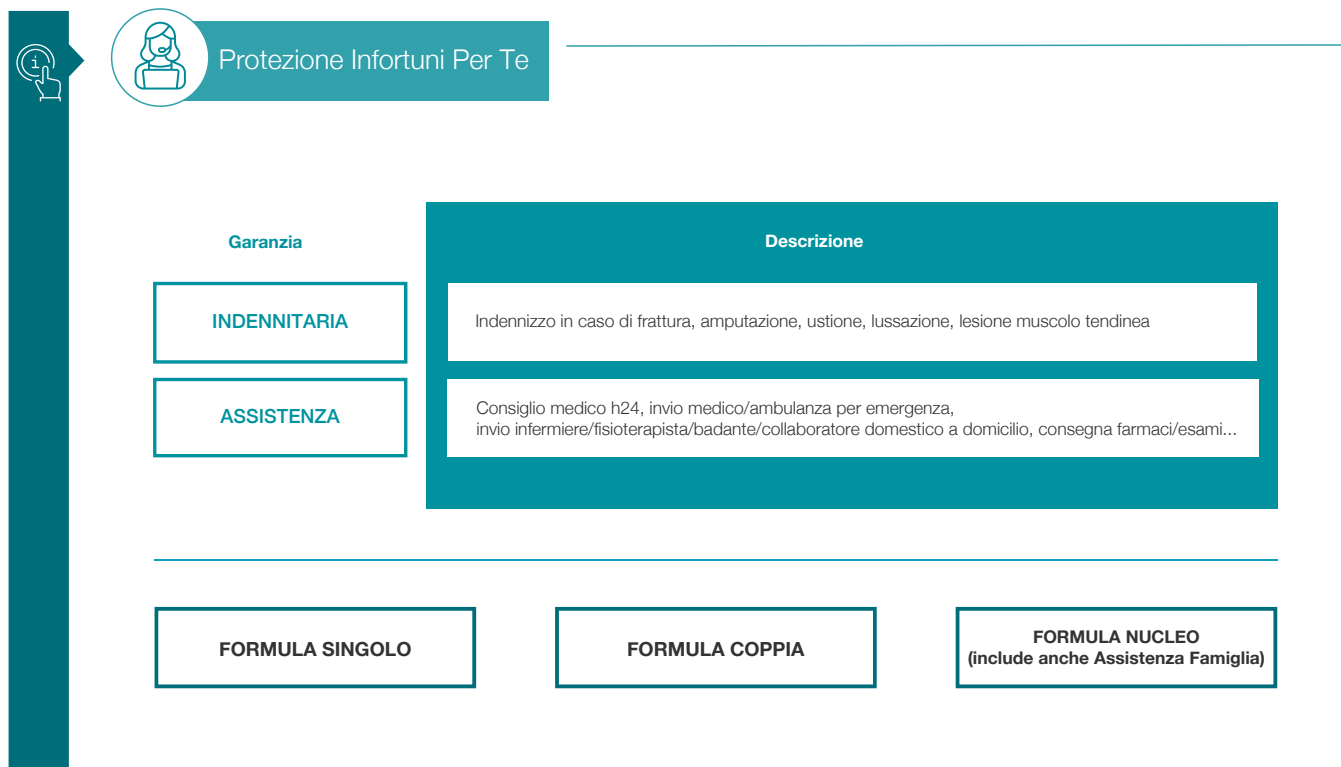 Protezione Infortuni Per Te
Garanzia
Descrizione
INDENNITARIA
Indennizzo in caso di frattura, amputazione, ustione, lussazione, lesione muscolo tendinea
ASSISTENZA
Consiglio medico h24, invio medico/ambulanza per emergenza,
invio infermiere/fisioterapista/badante/collaboratore domestico a domicilio, consegna farmaci/esami...
FORMULA SINGOLO
FORMULA COPPIA
FORMULA NUCLEO
(include anche Assistenza Famiglia)